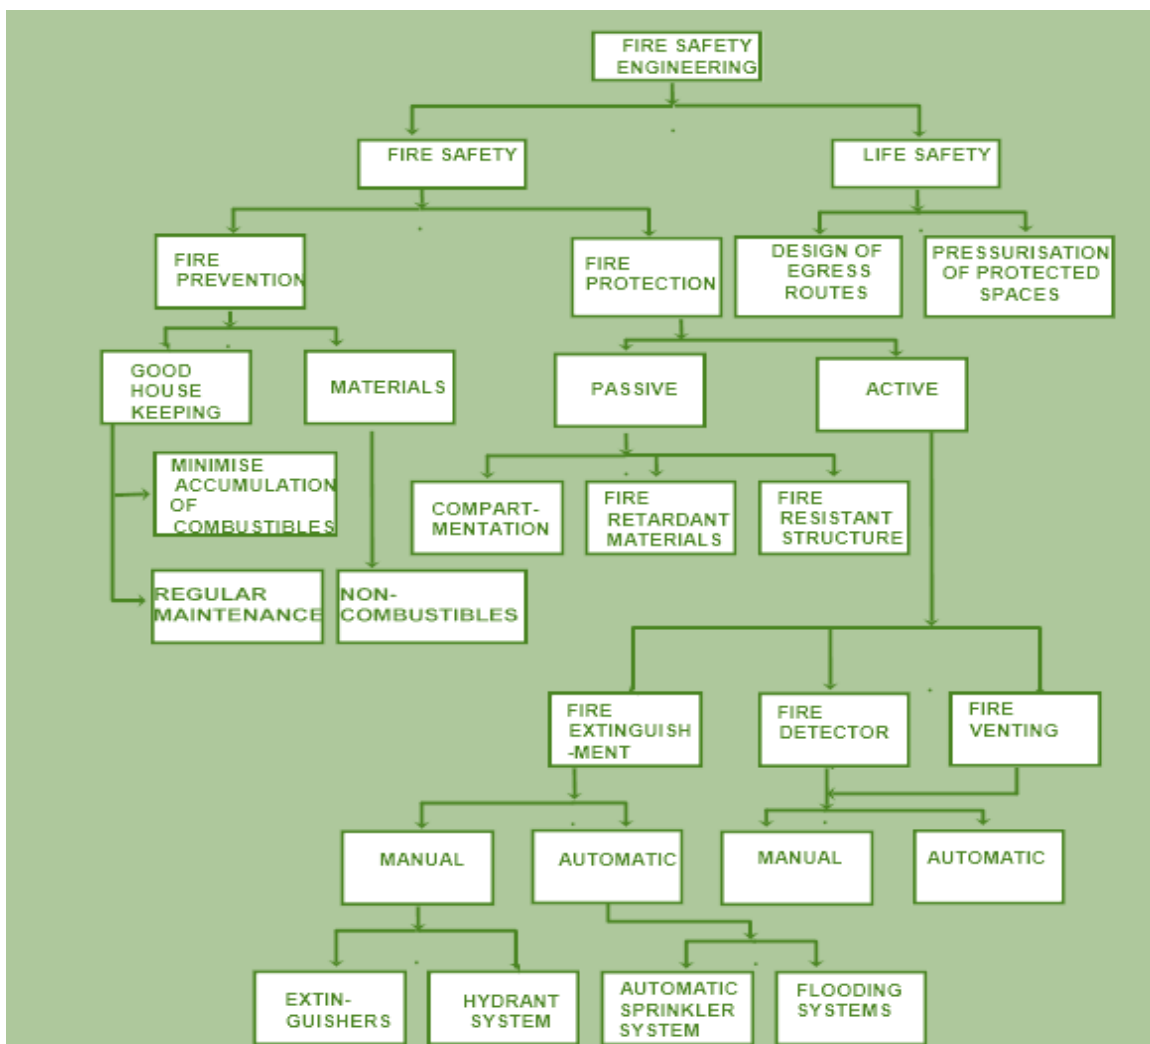 FIRE SAFETY
ENGINEERING
FIRE SAFETY
LIFE SAFETY
FIRE
PREVENTION
FIRE
PROTECTION
DESIGN OF
EGRESS
ROUTES
PRESSURISATION
OF PROTECTED
SPACES
GOOD
HOUSE
KEEPING
MATERIALS
PASSIVE
ACTIVE
MINIMISE
ACCUMULATION
OF
COMBUSTIBLES
COMPART-
MENTATION
FIRE
RETARDANT
MATERIALS
FIRE
RESISTANT
STRUCTURE
REGULAR
MAINTENANCE
NON-
COMBUSTIBLES
FIRE
EXTINGUISH
-MENT
FIRE
DETECTOR
FIRE
VENTING
MANUAL
AUTOMATIC
MANUAL
AUTOMATIC
EXTIN-
GUISHERS
HYDRANT
SYSTEM
AUTOMATIC
SPRINKLER
SYSTEM
FLOODING
SYSTEMS